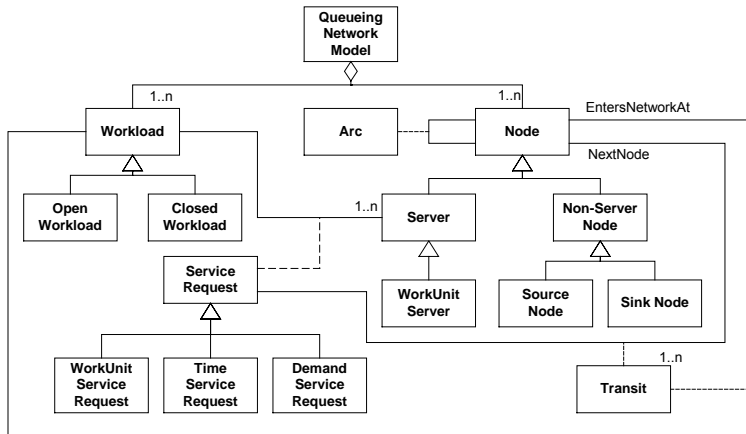 Queueing
Network
Model
1..n
1..n
EntersNetworkAt
Workload
Arc
Node
NextNode
Open
Workload
Closed
Workload
1..n
Server
Non-Server
Node
Service
Request
WorkUnit
Server
Source
Node
Sink Node
WorkUnit
Service
Request
Time
Service
Request
Demand
Service
Request
1..n
Transit